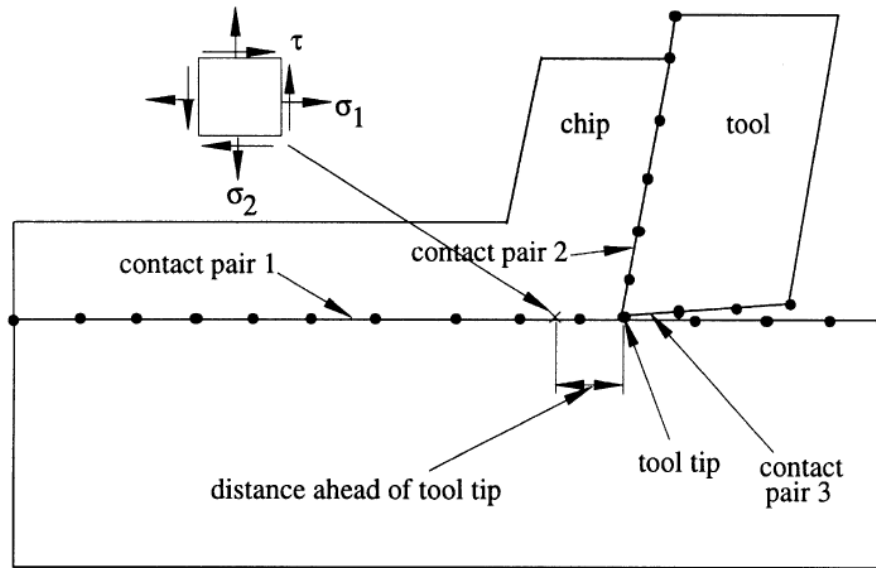 τ
σ1
σ2
chip
tool
contact pair 2
contact pair 1
tool tip
contact
pair 3
distance ahead of tool tip